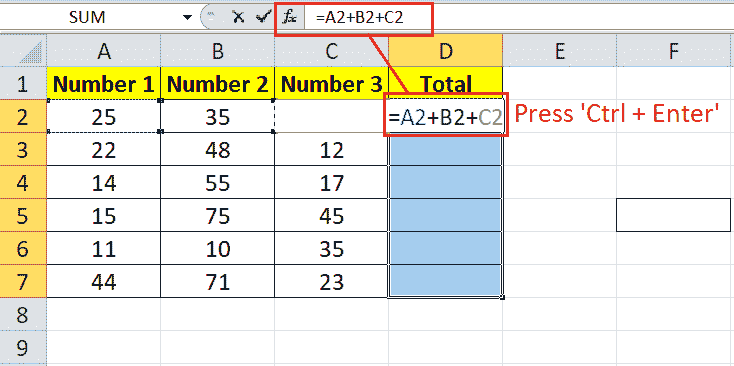 SUM fx =A2+B2+C2
A B C D E F
1 Number 1 Number 2 Number 3 Total
2 25 35 =A2+B2+C2 Press 'Ctrl + Enter'
3 22 48 12
4 14 55 17
5 15 75 45
6 11 10 35
7 44 71 23
8
9